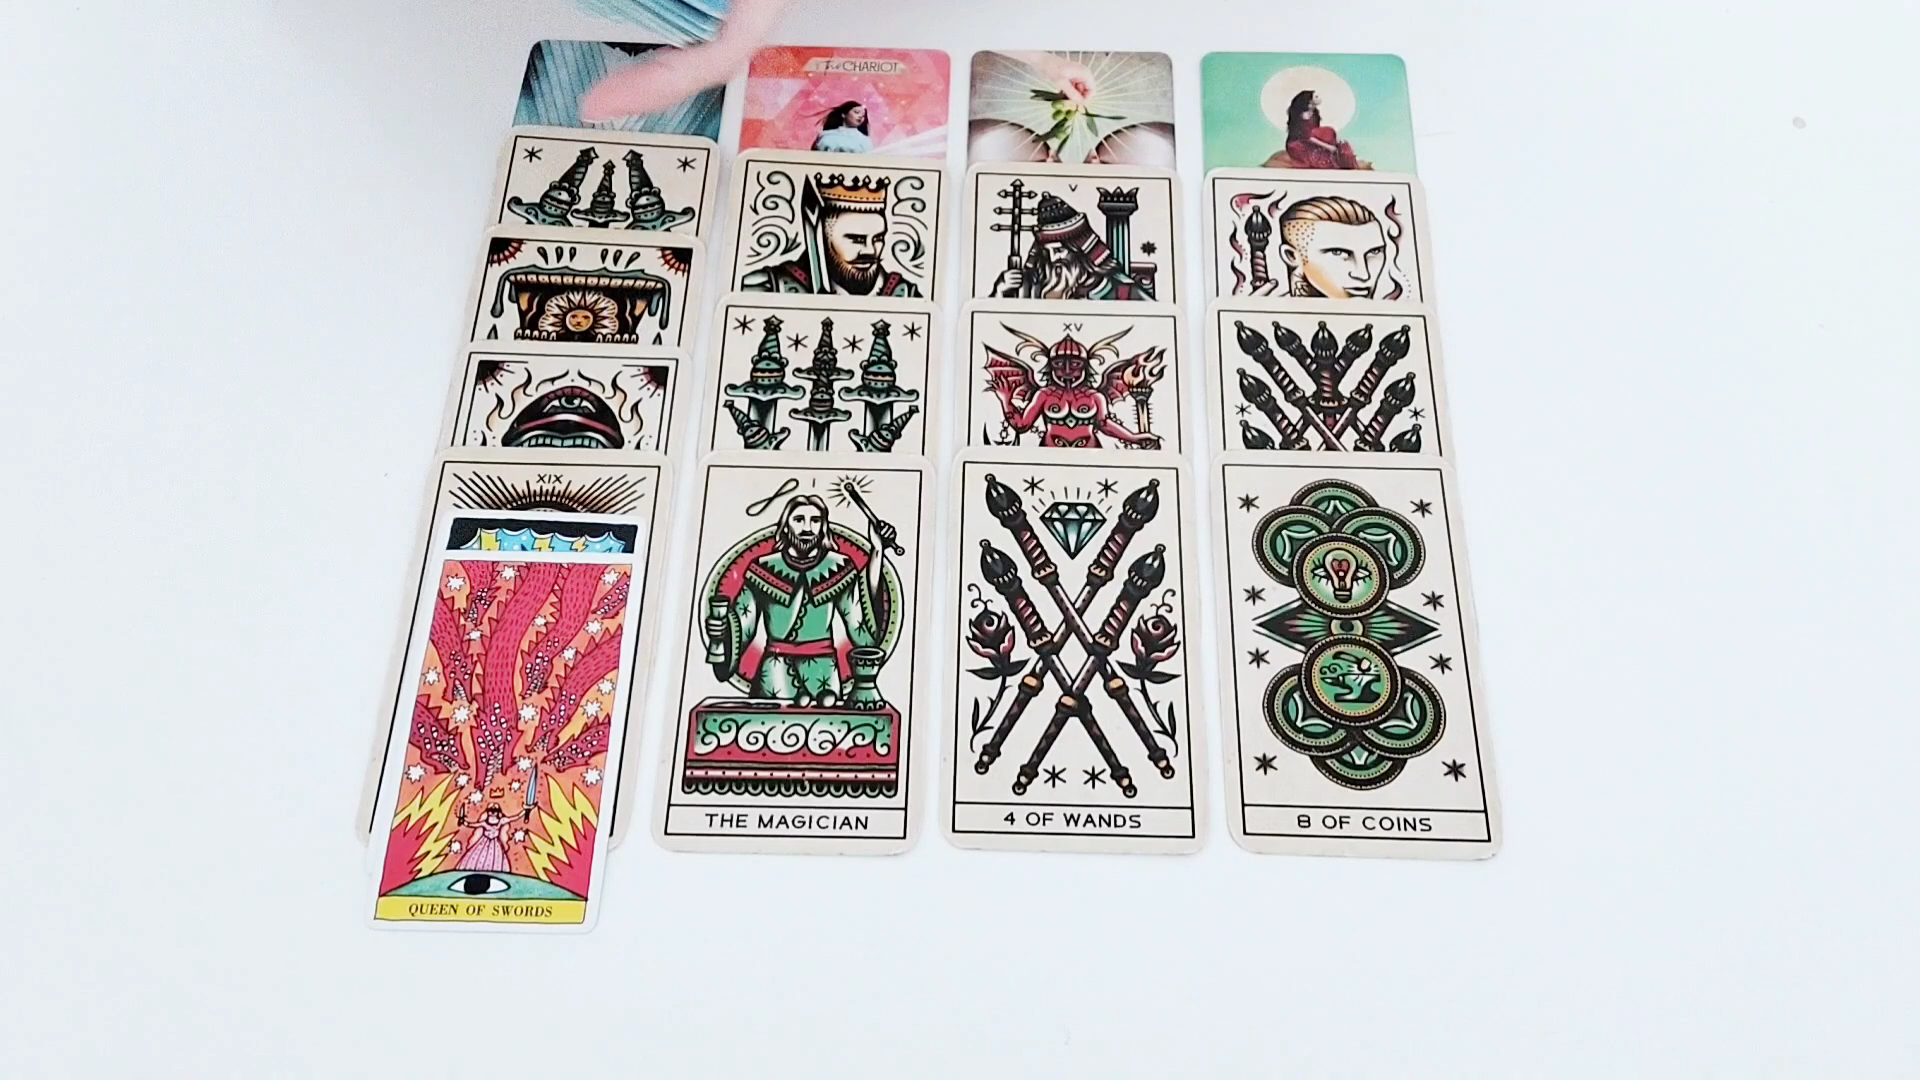 The CHARIOT
V
XV
XIX
I
THE MAGICIAN
4 OF WANDS
8 OF COINS
QUEEN OF SWORDS